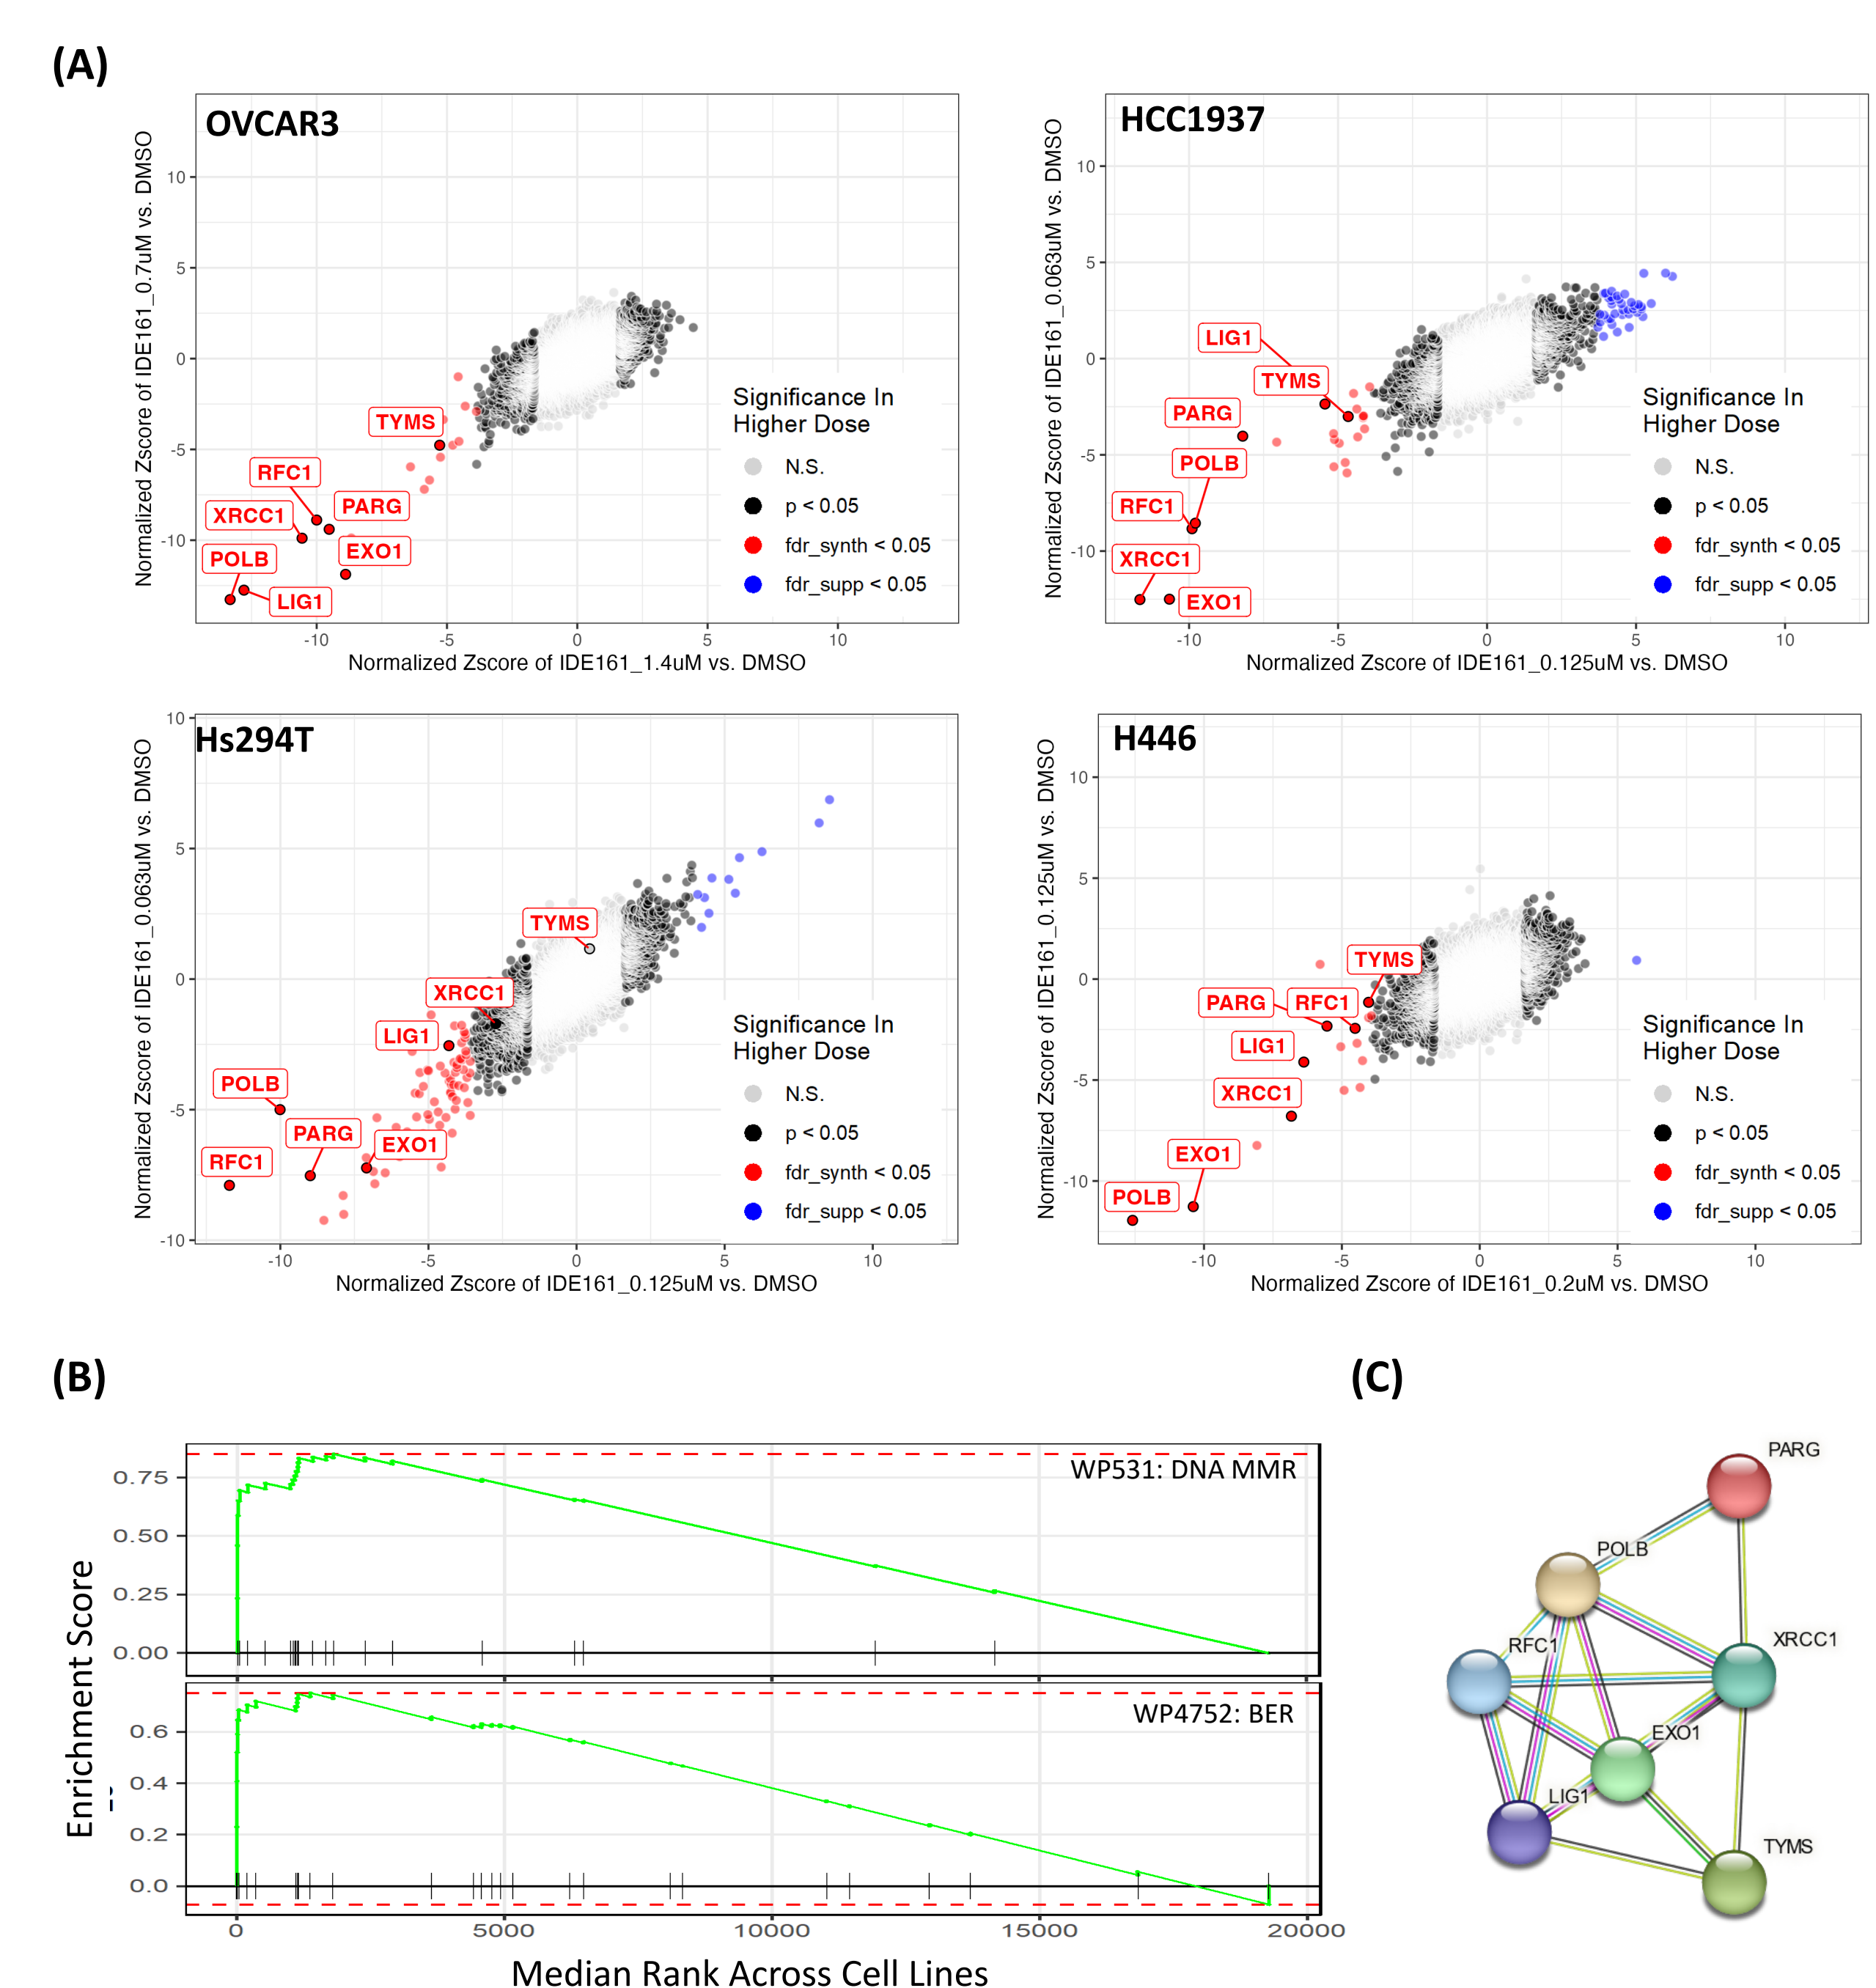 (A)
OVCAR3
Normalized Zscore of IDE161_0.7uM vs. DMSO
10
5
0
-5
-10
TYMS
RFC1
PARG
XRCC1
EXO1
POLB
LIG1
Significance In
Higher Dose
N.S.
p < 0.05
fdr_synth < 0.05
fdr_supp < 0.05
-10 -5 0 5 10
Normalized Zscore of IDE161_1.4uM vs. DMSO
HCC1937
Normalized Zscore of IDE161_0.063uM vs. DMSO
10
5
0
-5
-10
LIG1
TYMS
PARG
POLB
RFC1
XRCC1
EXO1
Significance In
Higher Dose
N.S.
p < 0.05
fdr_synth < 0.05
fdr_supp < 0.05
-10 -5 0 5 10
Normalized Zscore of IDE161_0.125uM vs. DMSO
Hs294T
Normalized Zscore of IDE161_0.063uM vs. DMSO
10
5
0
-5
-10
TYMS
XRCC1
LIG1
POLB
PARG
EXO1
RFC1
Significance In
Higher Dose
N.S.
p < 0.05
fdr_synth < 0.05
fdr_supp < 0.05
-10 -5 0 5 10
Normalized Zscore of IDE161_0.125uM vs. DMSO
H446
Normalized Zscore of IDE161_0.125uM vs. DMSO
10
5
0
-5
-10
TYMS
PARG RFC1
LIG1
XRCC1
EXO1
POLB
Significance In
Higher Dose
N.S.
p < 0.05
fdr_synth < 0.05
fdr_supp < 0.05
-10 -5 0 5 10
Normalized Zscore of IDE161_0.2uM vs. DMSO
(B)
Enrichment Score
WP531: DNA MMR
0.75
0.50
0.25
0.00
WP4752: BER
0.6
0.4
0.2
0.0
0 5000 10000 15000 20000
Median Rank Across Cell Lines
(C)
PARG
POLB
XRCC1
RFC1
EXO1
LIG1
TYMS